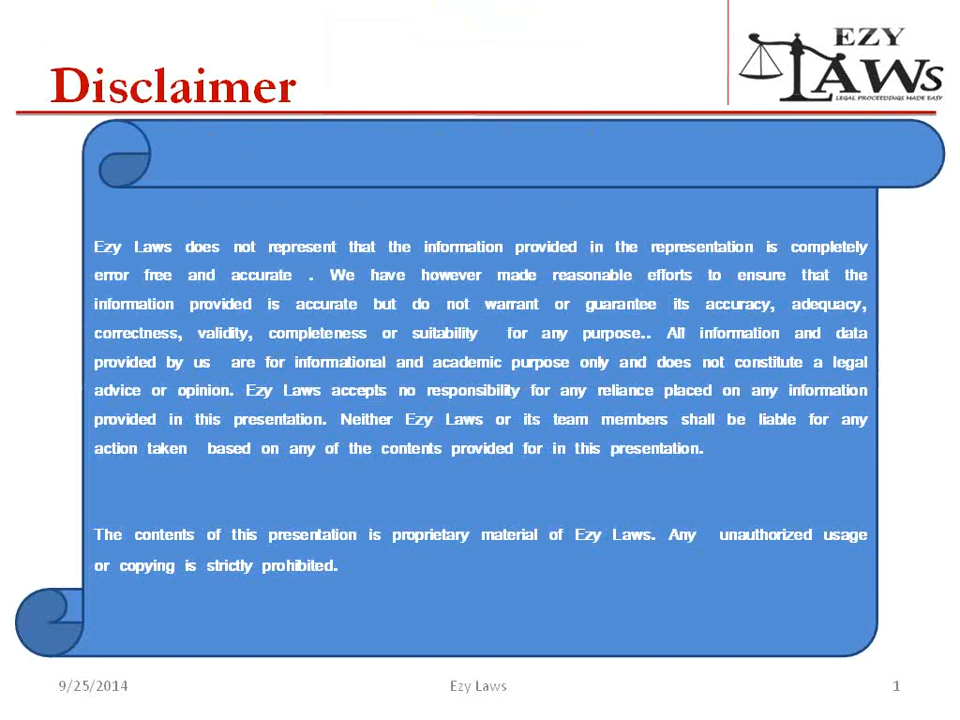 EZY
LAWs
LEGAL PROCEEDINGS MADE EASY
Disclaimer
Ezy Laws does not represent that the information provided in the representation is completely
error free and accurate . We have however made reasonable efforts to ensure that the
information provided is accurate but do not warrant or guarantee its accuracy, adequacy,
correctness, validity, completeness or suitability for any purpose.. All information and data
provided by us are for informational and academic purpose only and does not constitute a legal
advice or opinion. Ezy Laws accepts no responsibility for any reliance placed on any information
provided in this presentation. Neither Ezy Laws or its team members shall be liable for any
action taken based on any of the contents provided for in this presentation.
The contents of this presentation is proprietary material of Ezy Laws. Any unauthorized usage
or copying is strictly prohibited.
9/25/2014
Ezy Laws
1